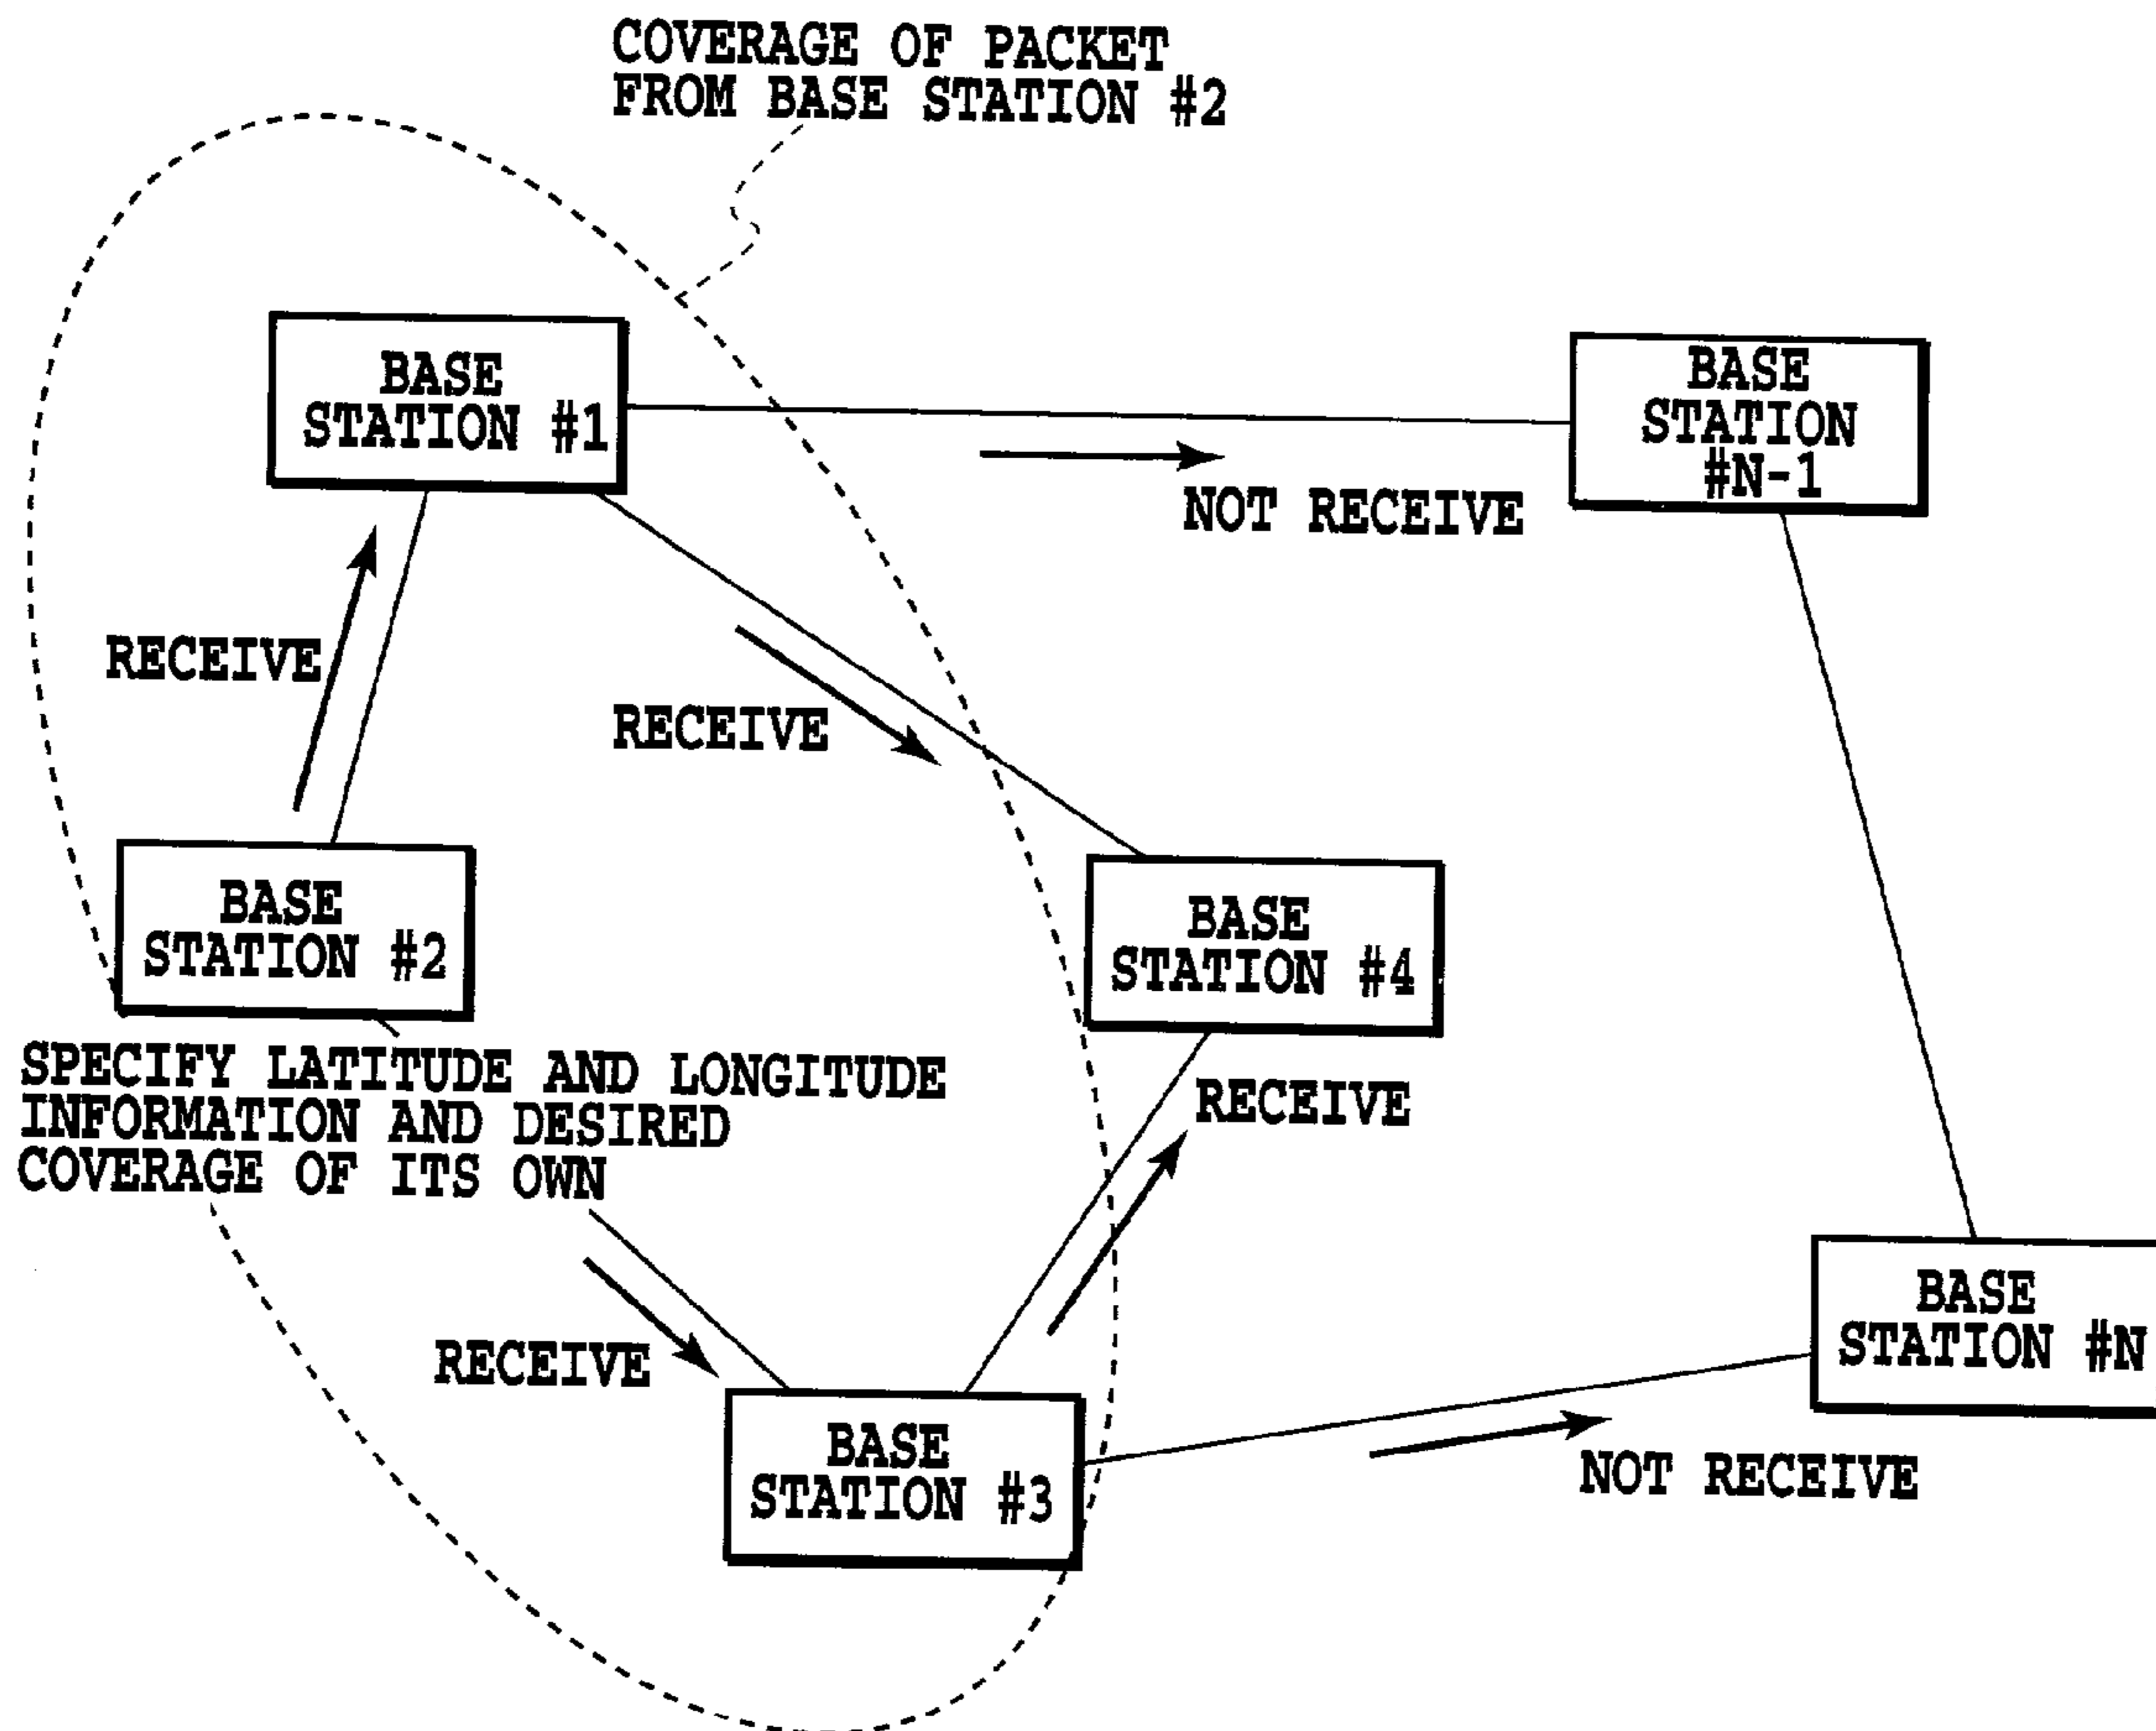 COVERAGE OF PACKET
FROM BASE STATION #2
BASE
STATION #1
BASE
STATION
#N-1
NOT RECEIVE
RECEIVE
RECEIVE
BASE
STATION #2
BASE
STATION #4
SPECIFY LATITUDE AND LONGITUDE
INFORMATION AND DESIRED
COVERAGE OF ITS OWN
RECEIVE
RECEIVE
BASE
STATION #N
BASE
STATION #3
NOT RECEIVE